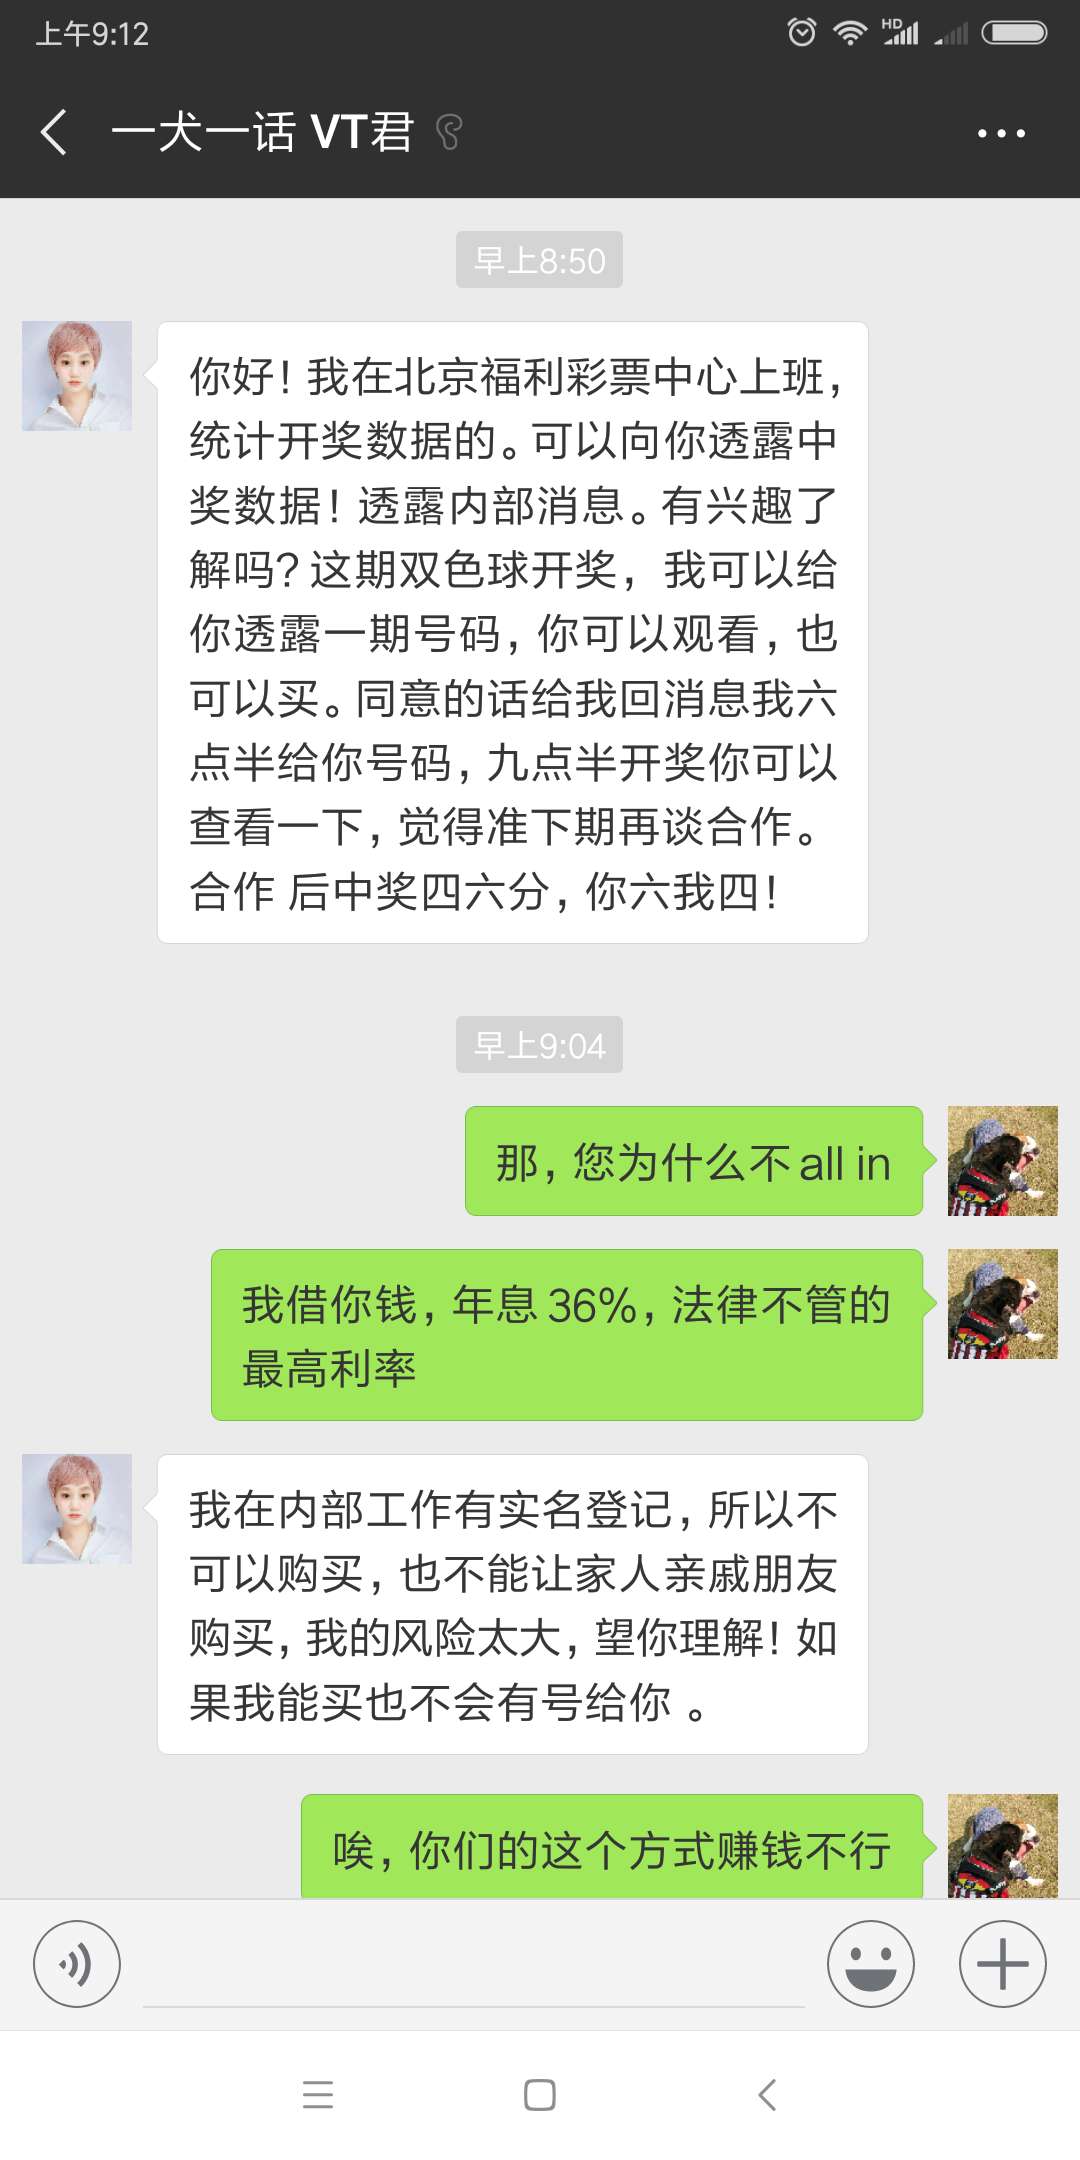 上午9:12
HD
一犬一话 VT君
早上8:50
你好！我在北京福利彩票中心上班，
统计开奖数据的。可以向你透露中
奖数据！透露内部消息。有兴趣了
解吗？这期双色球开奖，我可以给
你透露一期号码，你可以观看，也
可以买。同意的话给我回消息我六
点半给你号码，九点半开奖你可以
查看一下，觉得准下期再谈合作。
合作 后中奖四六分，你六我四！
早上9:04
那，您为什么不all in
我借你钱，年息36%，法律不管的
最高利率
我在内部工作有实名登记，所以不
可以购买，也不能让家人亲戚朋友
购买，我的风险太大，望你理解！如
果我能买也不会有号给你 。
唉，你们的这个方式赚钱不行